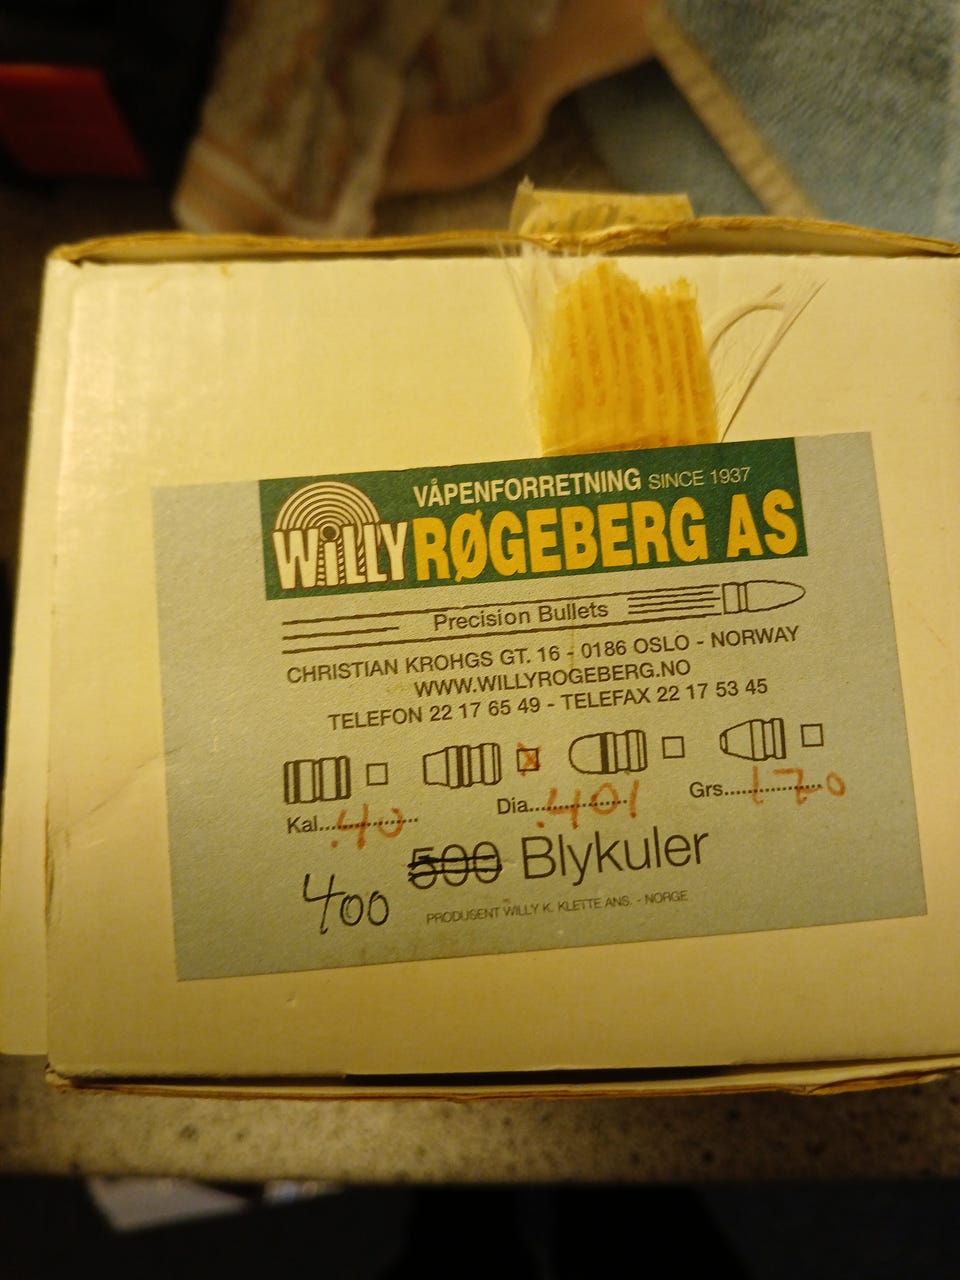 VÅPENFORRETNING SINCE 1937
WiLLY RØGEBERG AS
Precision Bullets
CHRISTIAN KROHGS GT. 16 - 0186 OSLO - NORWAY
WWW.WILLYROGEBERG.NO
TELEFON 22 17 65 49 - TELEFAX 22 17 53 45
Kal. .40 Dia. .401 Grs. 170
500 Blykuler
400
PRODUSENT WILLY K. KLETTE ANS. - NORGE